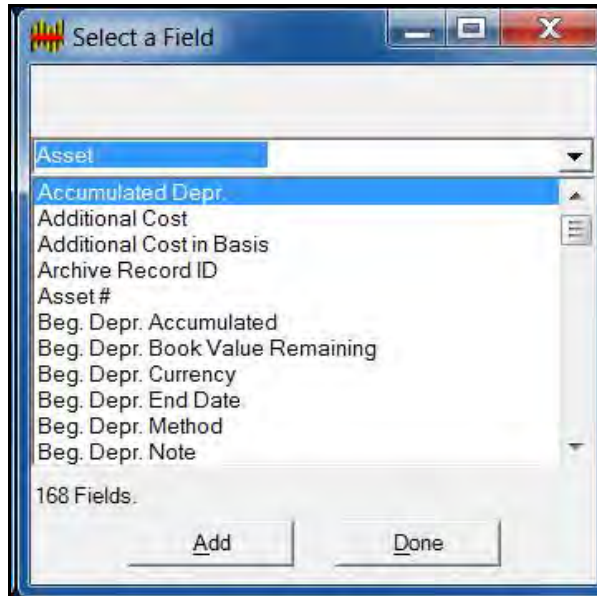 Select a Field
Asset
Accumulated Depr.
Additional Cost
Additional Cost in Basis
Archive Record ID
Asset #
Beg. Depr. Accumulated
Beg. Depr. Book Value Remaining
Beg. Depr. Currency
Beg. Depr. End Date
Beg. Depr. Method
Beg. Depr. Note
168 Fields.
Add Done